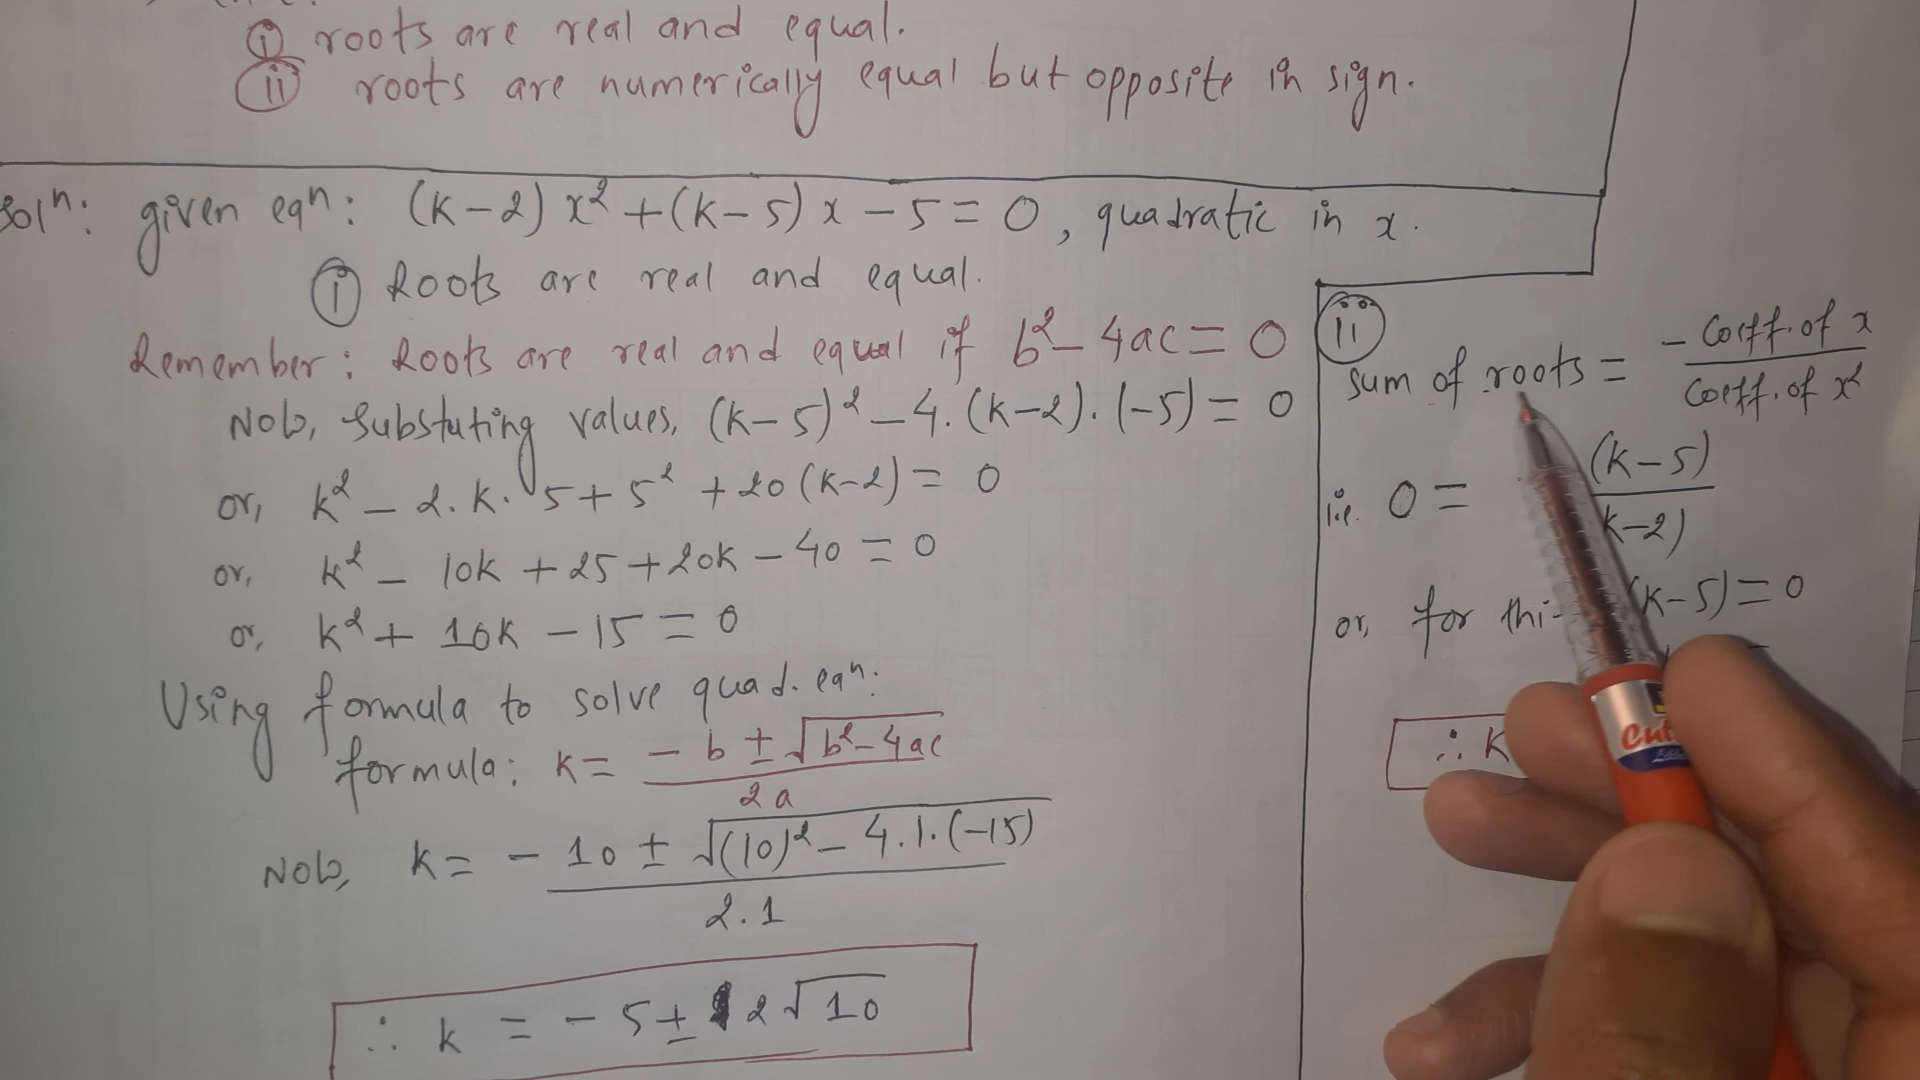 (i) roots are real and equal.
(ii) roots are numerically equal but opposite in sign.
Solⁿ: given eqⁿ: (k-2) x² + (k-5) x - 5 = 0, quadratic in x.
(i) Roots are real and equal.
Remember: Roots are real and equal if b² - 4ac = 0
Now, Substuting values, (k-5)² - 4.(k-2).(-5) = 0
or, k² - 2.k.5 + 5² + 20(k-2) = 0
or, k² - 10k + 25 + 20k - 40 = 0
or, k² + 10k - 15 = 0
Using formula to solve quad. eqⁿ:
formula: k = - b ± √b²-4ac / 2a
Now, k = - 10 ± √(10)² - 4.1.(-15) / 2.1
∴ k = - 5 ± 2√10
(ii)
sum of roots = - Coeff. of x / Coeff. of x²
i.e. 0 = (k-5) / k-2)
or, for thi (k-5) = 0
∴ k
Cut